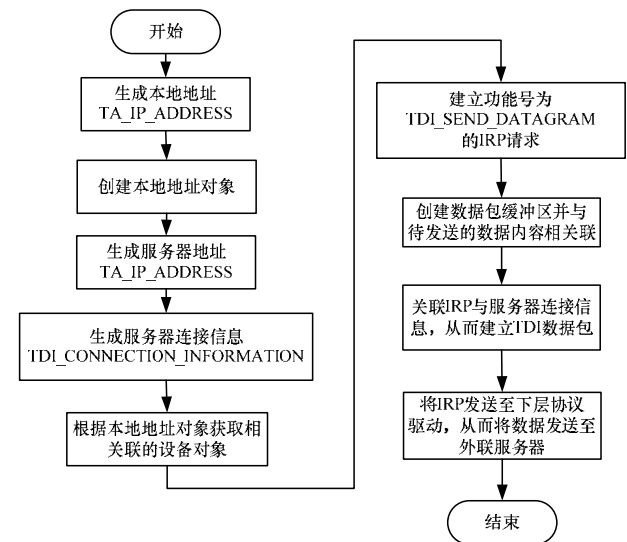 开始
生成本地地址
TA_IP_ADDRESS
创建本地地址对象
生成服务器地址
TA_IP_ADDRESS
生成服务器连接信息
TDI_CONNECTION_INFORMATION
根据本地地址对象获取相
关联的设备对象
建立功能号为
TDI_SEND_DATAGRAM
的IRP请求
创建数据包缓冲区并与
待发送的数据内容相关联
关联IRP与服务器连接信
息，从而建立TDI数据包
将IRP发送至下层协议
驱动，从而将数据发送至
外联服务器
结束